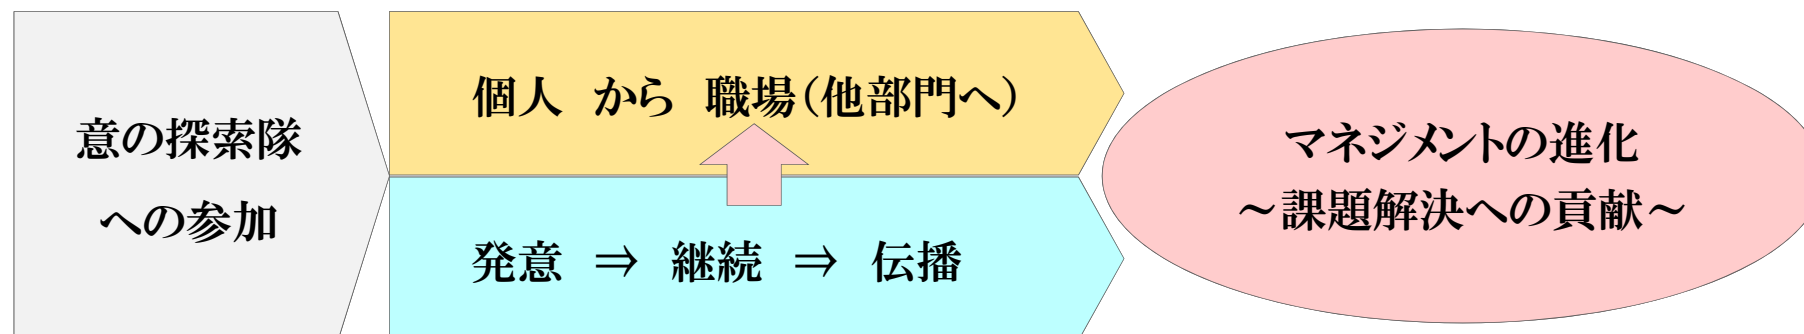 意の探索隊
への参加
個人 から 職場（他部門へ）
発意 ⇒ 継続 ⇒ 伝播
マネジメントの進化
～課題解決への貢献～